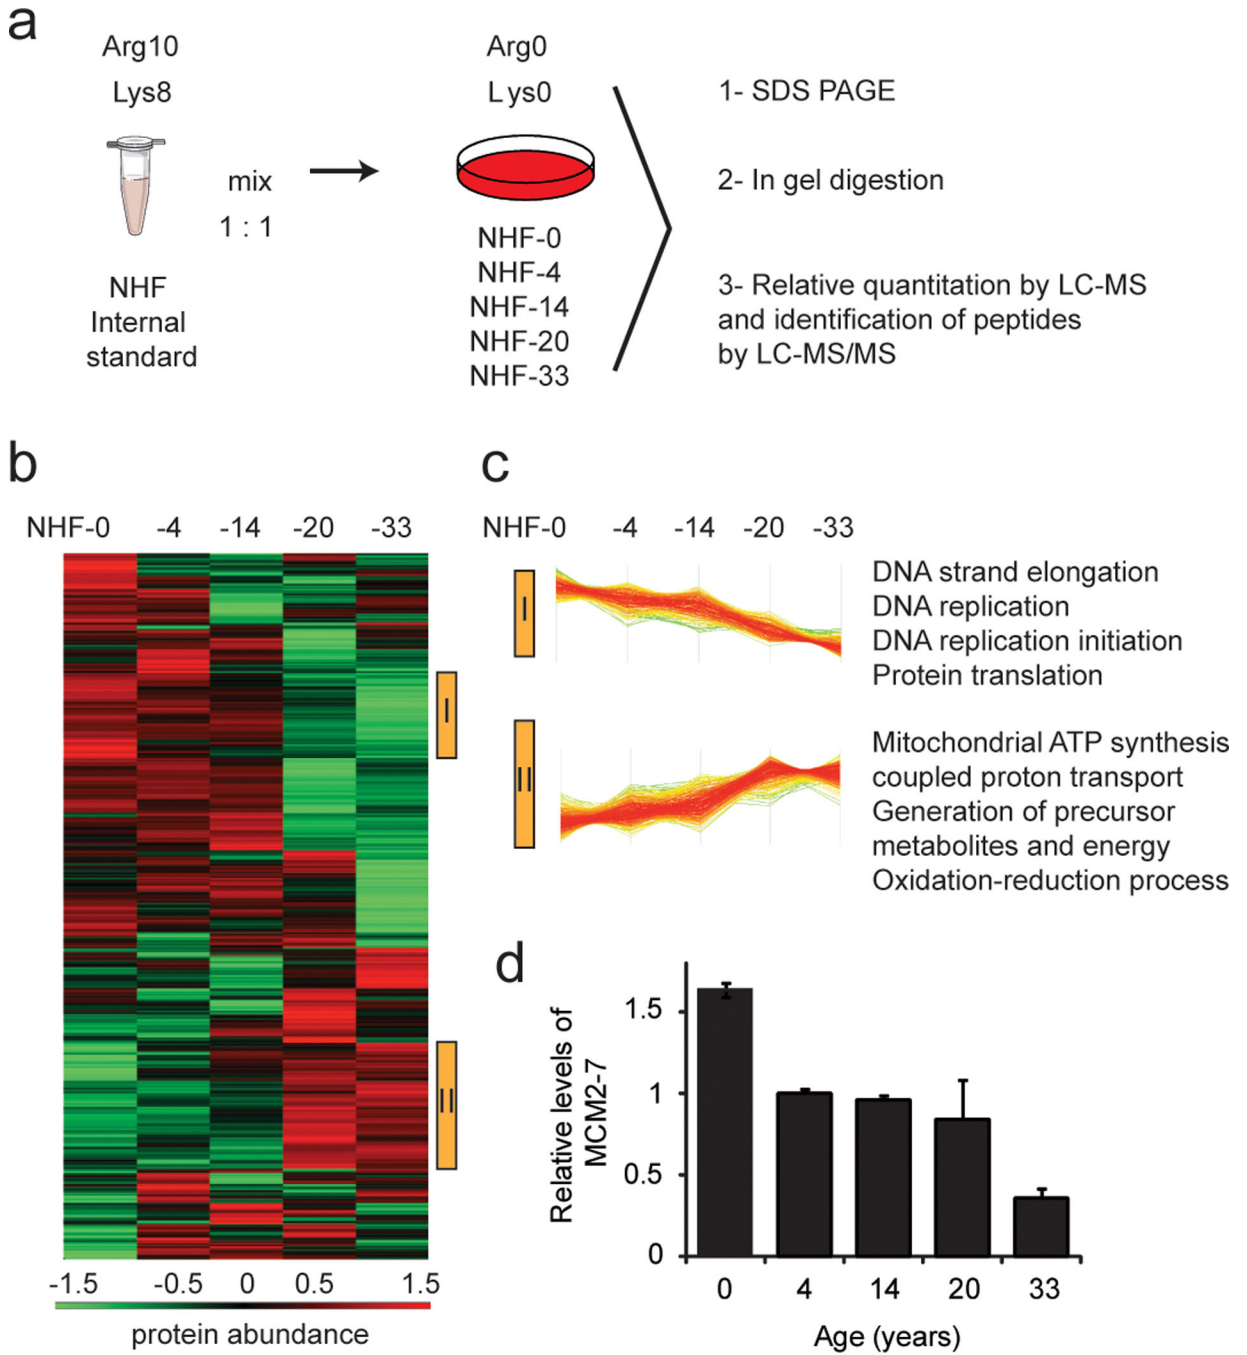 a
Arg10
Lys8
mix
1 : 1
NHF
Internal
standard
Arg0
Lys0
NHF-0
NHF-4
NHF-14
NHF-20
NHF-33
1- SDS PAGE
2- In gel digestion
3- Relative quantitation by LC-MS
and identification of peptides
by LC-MS/MS
b
NHF-0 -4 -14 -20 -33
I
II
-1.5 -0.5 0 0.5 1.5
protein abundance
c
NHF-0 -4 -14 -20 -33
I
DNA strand elongation
DNA replication
DNA replication initiation
Protein translation
II
Mitochondrial ATP synthesis
coupled proton transport
Generation of precursor
metabolites and energy
Oxidation-reduction process
d
Relative levels of
MCM2-7
1.5
1
0.5
0
0 4 14 20 33
Age (years)